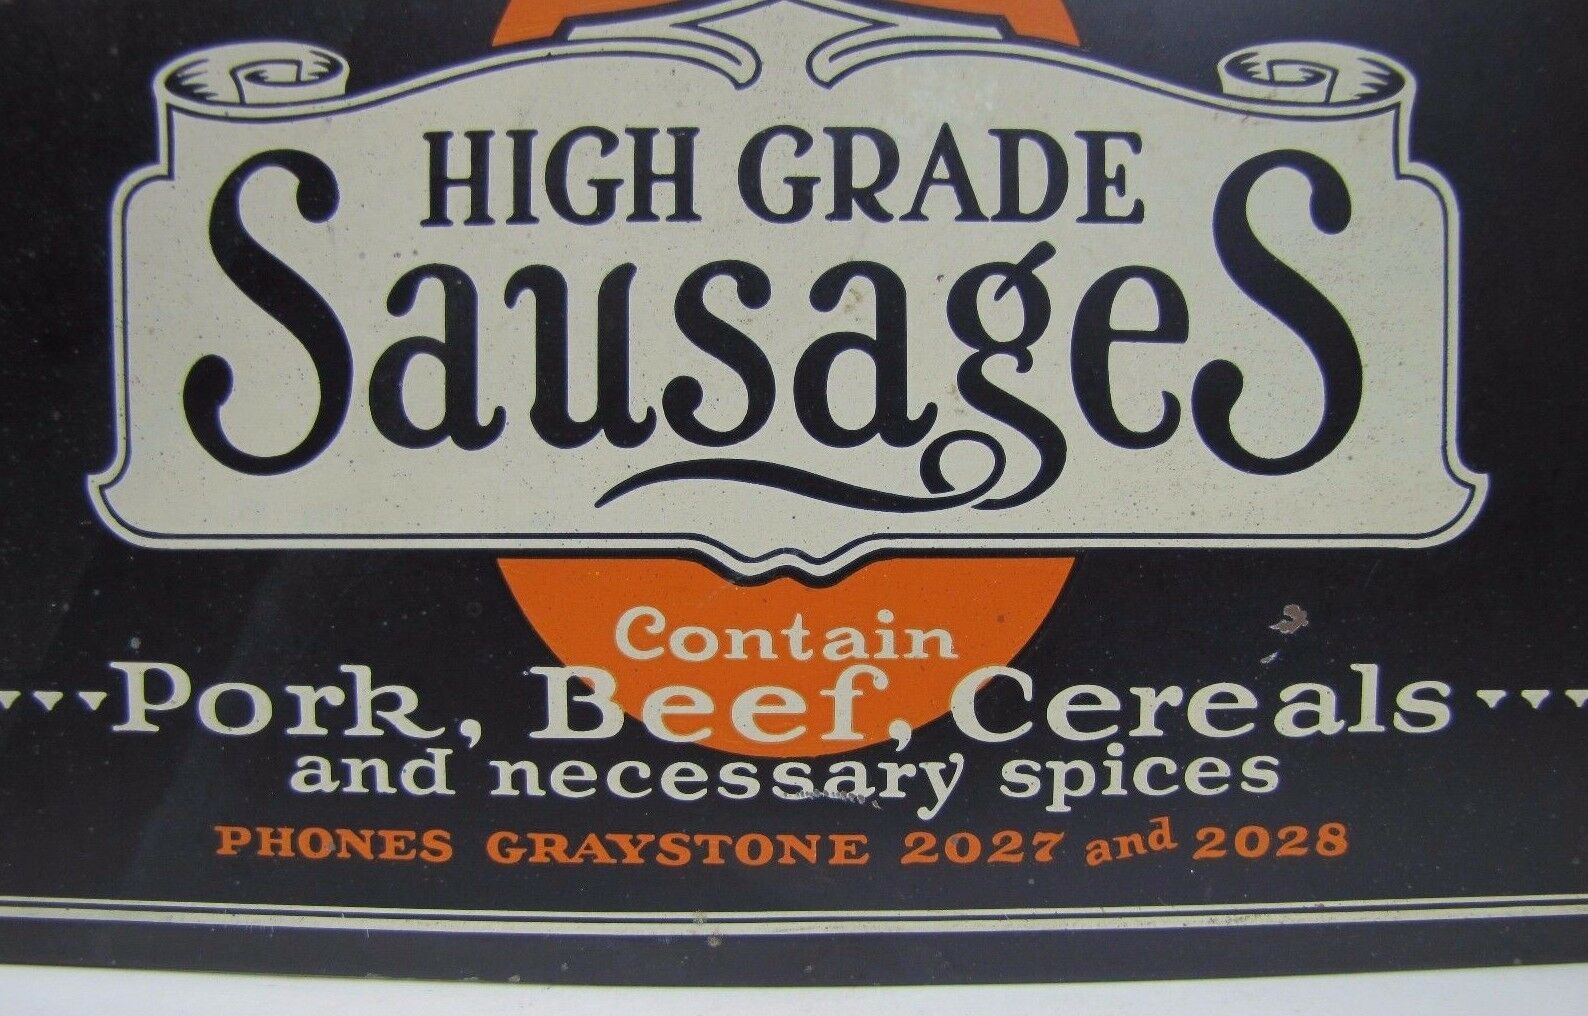 HIGH GRADE
SausageS
Contain
Pork, Beef, Cereals
and necessary spices
PHONES GRAYSTONE 2027 and 2028